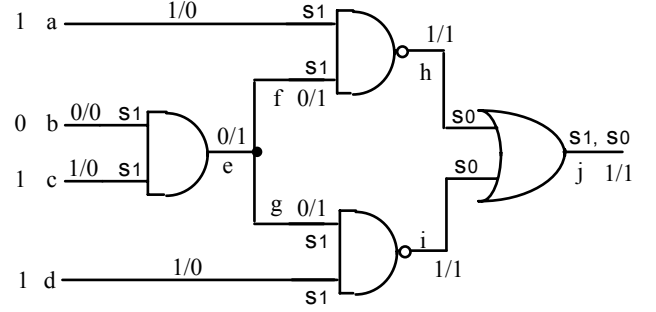 1 a 1/0 s1
1/1
s1
h
f 0/1
s0
0 b 0/0 s1
0/1
s1, s0
e
j 1/1
1 c 1/0 s1
s0
g 0/1
s1
i
1/1
1/0
1 d
s1